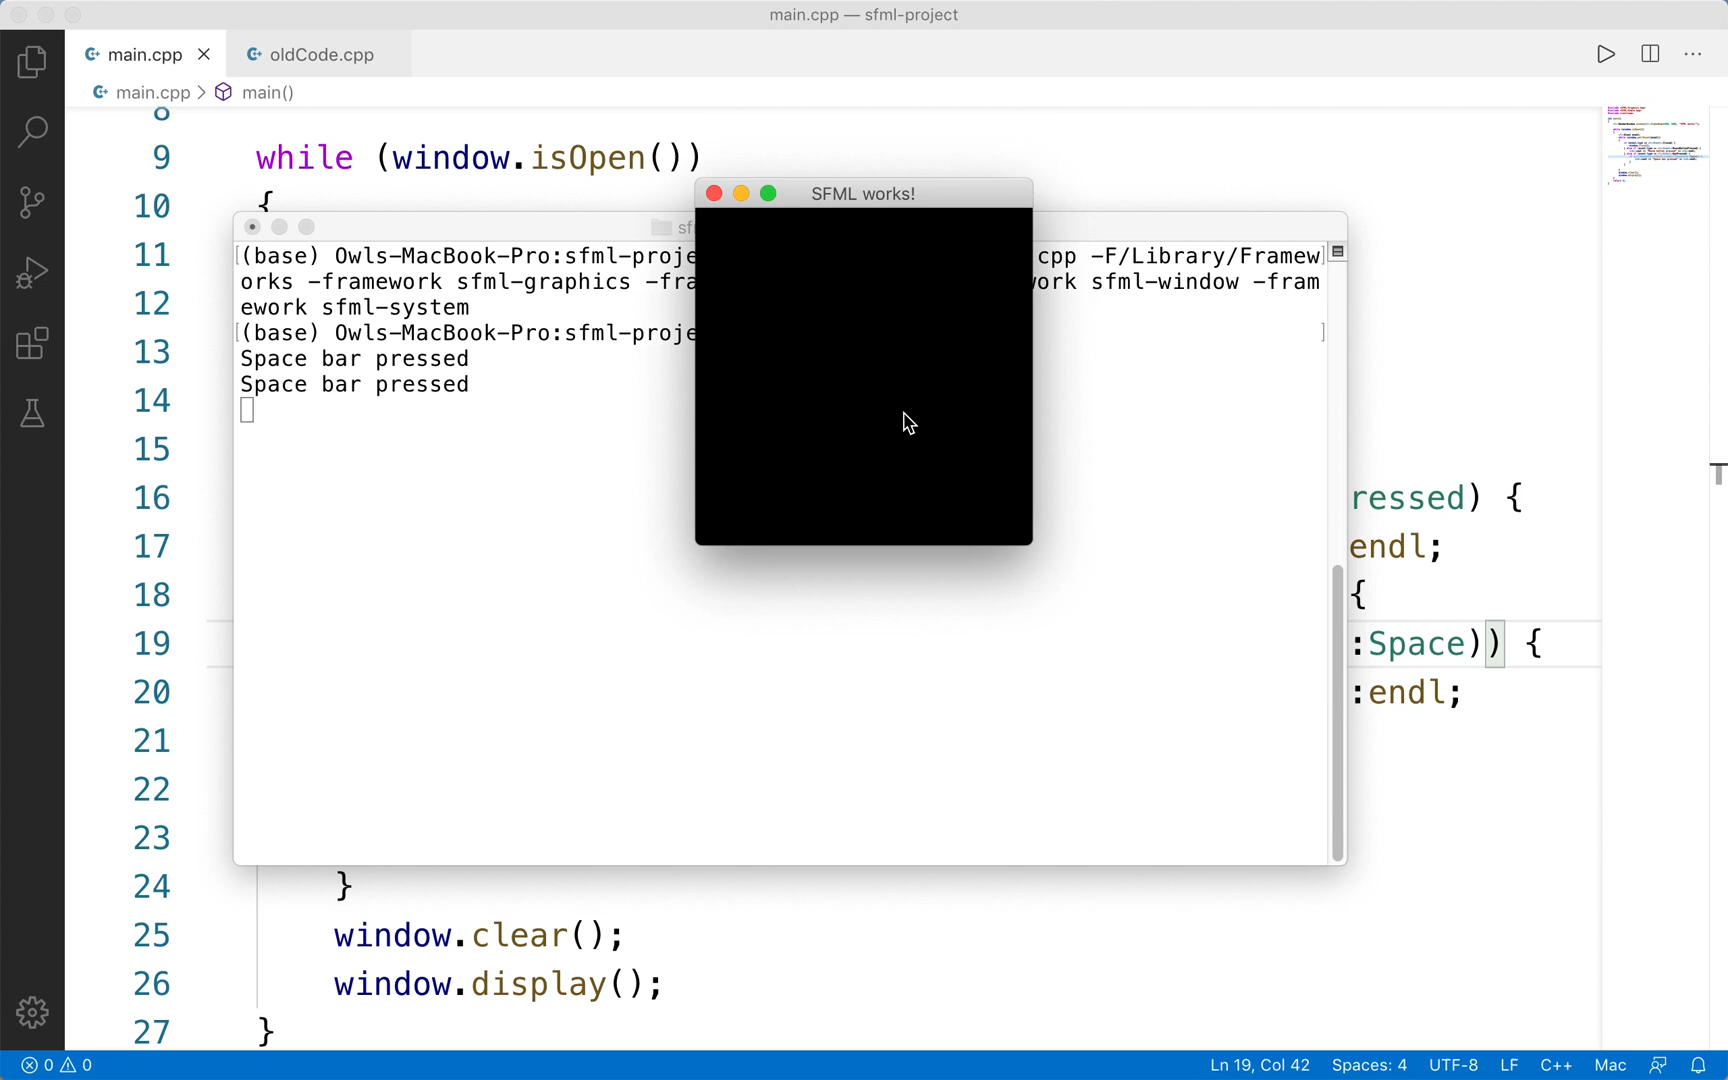 main.cpp — sfml-project
main.cpp
oldCode.cpp
main.cpp > main()
8
9 while (window.isOpen())
10 {
11
12
13
14
15
16 ressed) {
17 endl;
18 {
19 :Space)) {
20 :endl;
21
22
23
24 }
25 window.clear();
26 window.display();
27 }
SFML works!
(base) Owls-MacBook-Pro:sfml-proje cpp -F/Library/Framew
orks -framework sfml-graphics -fra ork sfml-window -fram
ework sfml-system
(base) Owls-MacBook-Pro:sfml-proje
Space bar pressed
Space bar pressed
0 0 Ln 19, Col 42 Spaces: 4 UTF-8 LF C++ Mac